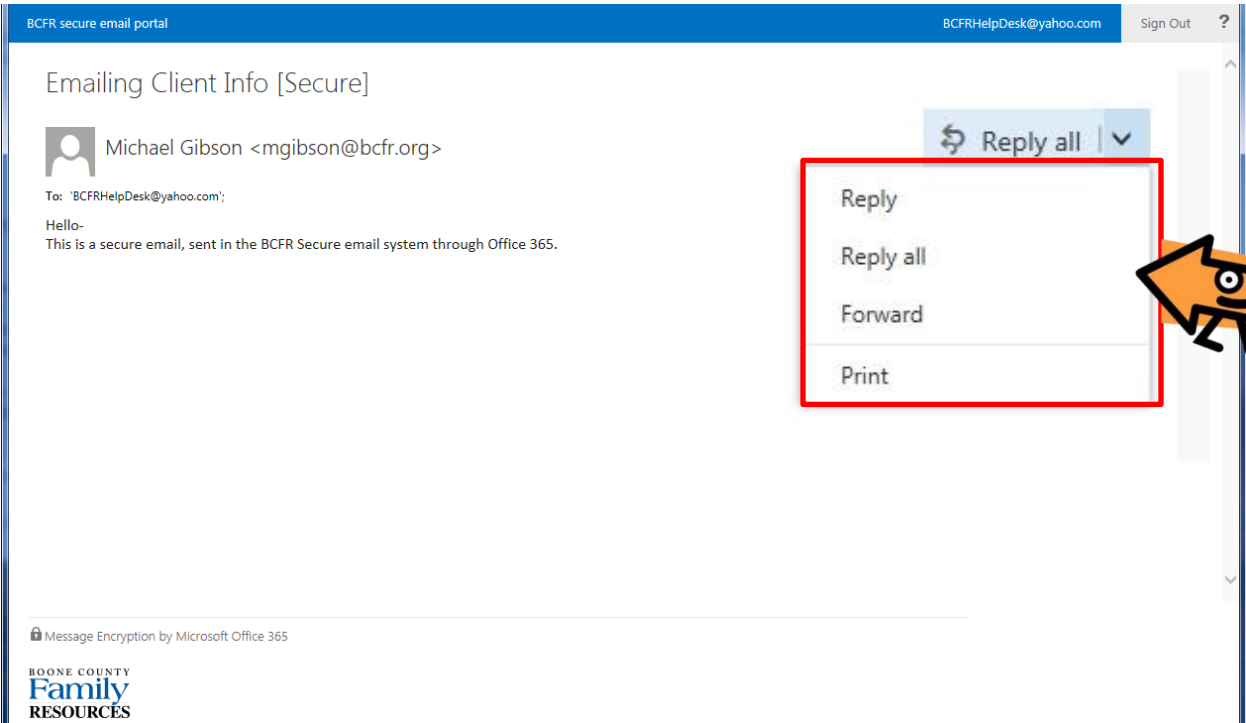 BCFR secure email portal
BCFRHelpDesk@yahoo.com
Sign Out
?
Emailing Client Info [Secure]
Michael Gibson <mgibson@bcfr.org>
Reply all
To: 'BCFRHelpDesk@yahoo.com';
Hello-
This is a secure email, sent in the BCFR Secure email system through Office 365.
Reply
Reply all
Forward
Print
Message Encryption by Microsoft Office 365
BOONE COUNTY
Family
RESOURCES